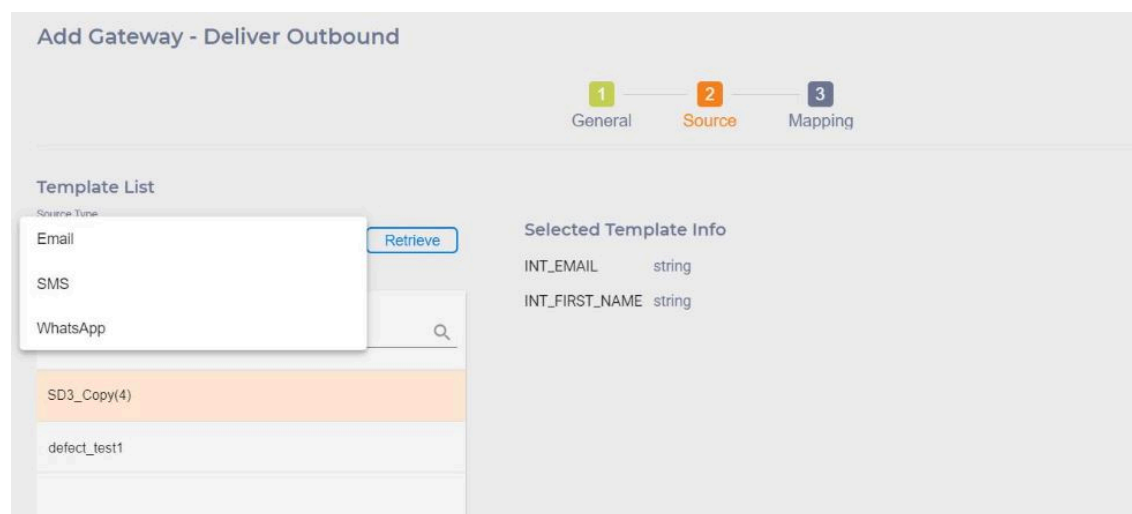 Add Gateway - Deliver Outbound
1 2 3
General Source Mapping
Template List
Source Type
Email
SMS
WhatsApp
Retrieve
SD3_Copy(4)
defect_test1
Selected Template Info
INT_EMAIL string
INT_FIRST_NAME string